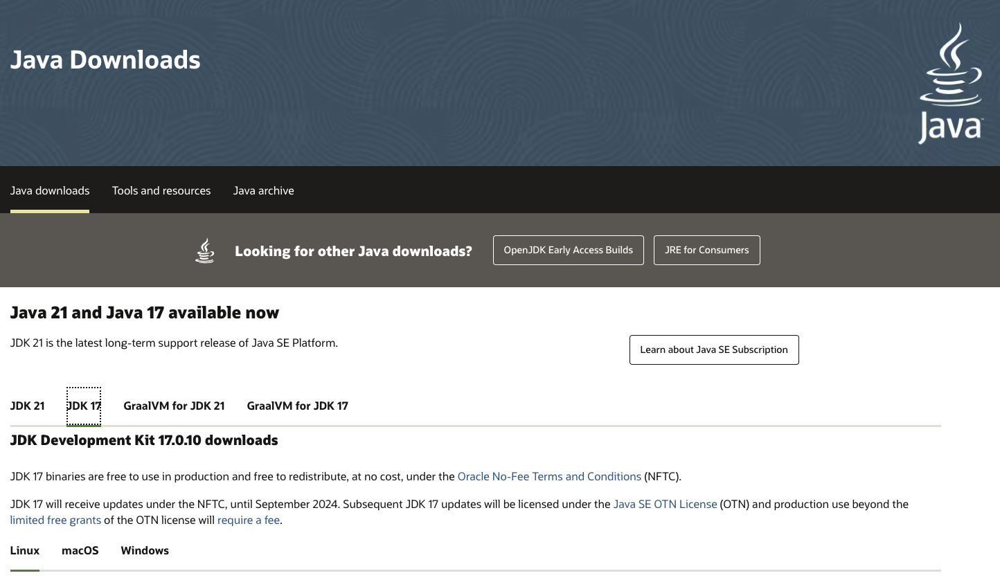 Java Downloads
Java
Java downloads Tools and resources Java archive
Looking for other Java downloads? OpenJDK Early Access Builds JRE for Consumers
Java 21 and Java 17 available now
JDK 21 is the latest long-term support release of Java SE Platform.
Learn about Java SE Subscription
JDK 21 JDK 17 GraalVM for JDK 21 GraalVM for JDK 17
JDK Development Kit 17.0.10 downloads
JDK 17 binaries are free to use in production and free to redistribute, at no cost, under the Oracle No-Fee Terms and Conditions (NFTC).
JDK 17 will receive updates under the NFTC, until September 2024. Subsequent JDK 17 updates will be licensed under the Java SE OTN License (OTN) and production use beyond the
limited free grants of the OTN license will require a fee.
Linux macOS Windows